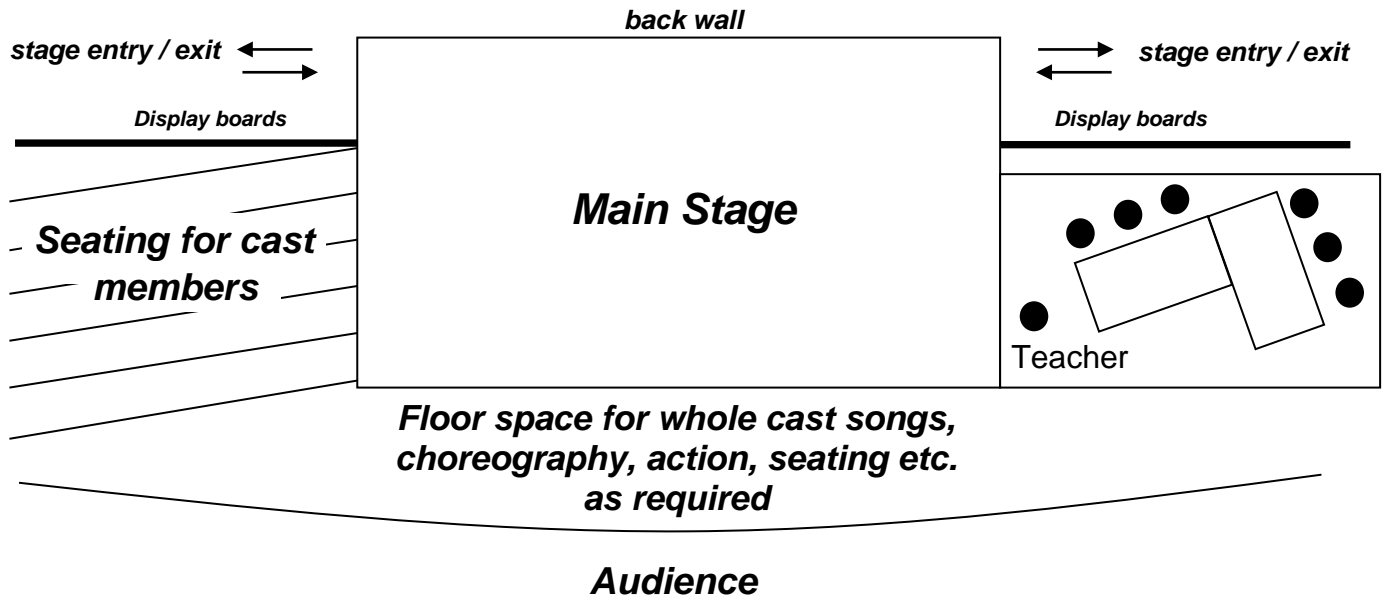 back wall
stage entry / exit
stage entry / exit
Display boards
Display boards
Main Stage
Seating for cast
members
Teacher
Floor space for whole cast songs,
choreography, action, seating etc.
as required
Audience